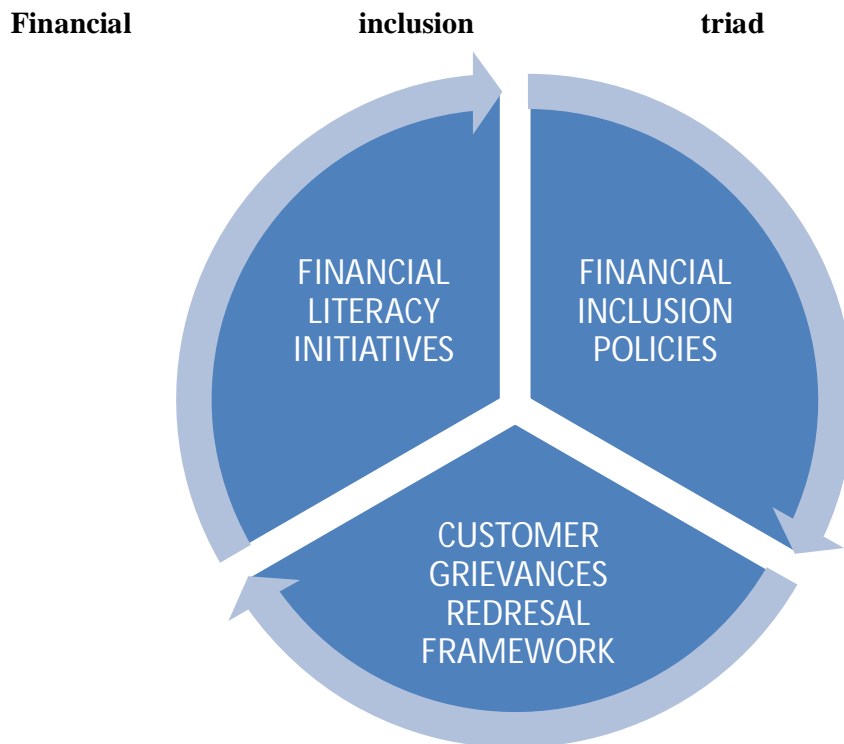 Financial inclusion triad
FINANCIAL
LITERACY
INITIATIVES
FINANCIAL
INCLUSION
POLICIES
CUSTOMER
GRIEVANCES
REDRESAL
FRAMEWORK